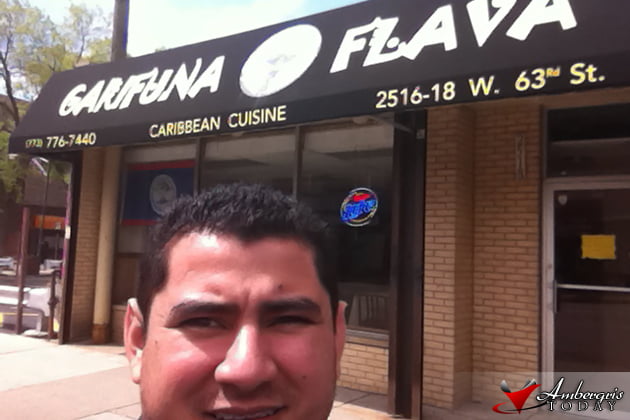 GARIFUNA FLAVA
(773) 776-7440 CARIBBEAN CUISINE 2516-18 W. 63Rd St.
Ambergris
TODAY